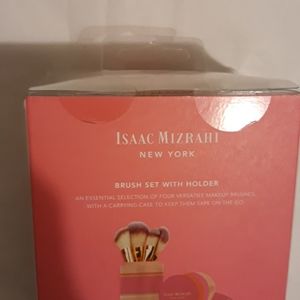 ISAAC MIZRAHI
NEW YORK
BRUSH SET WITH HOLDER
AN ESSENTIAL SELECTION OF FOUR VERSATILE MAKEUP BRUSHES,
WITH A CARRYING CASE TO KEEP THEM SAFE ON THE GO